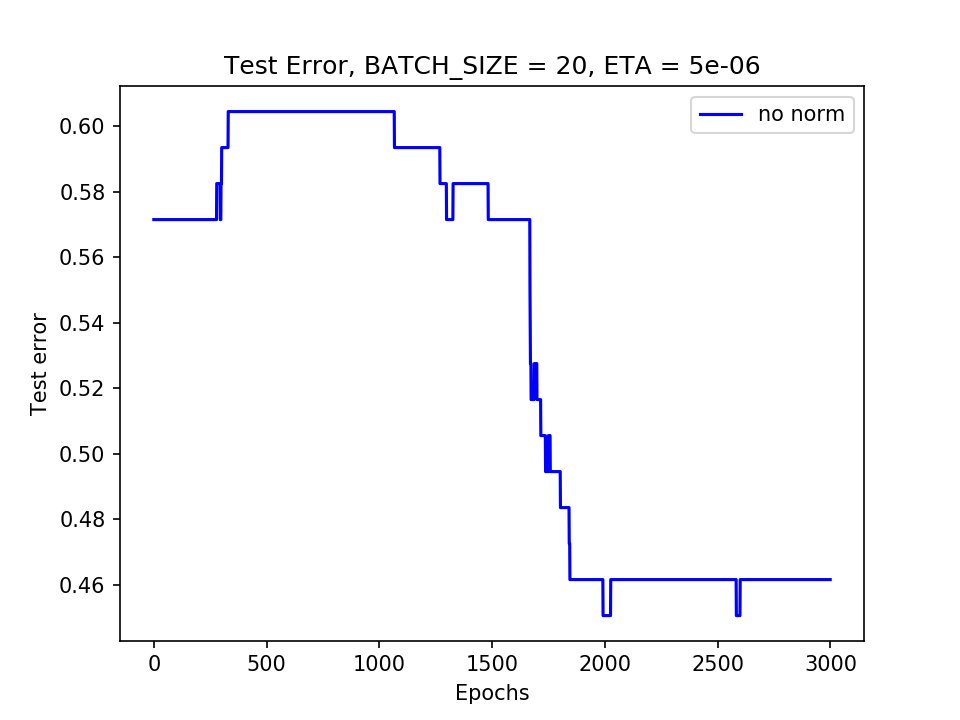 Test Error, BATCH_SIZE = 20, ETA = 5e-06
no norm
0.60
0.58
0.56
0.54
0.52
0.50
0.48
0.46
Test error
0 500 1000 1500 2000 2500 3000
Epochs